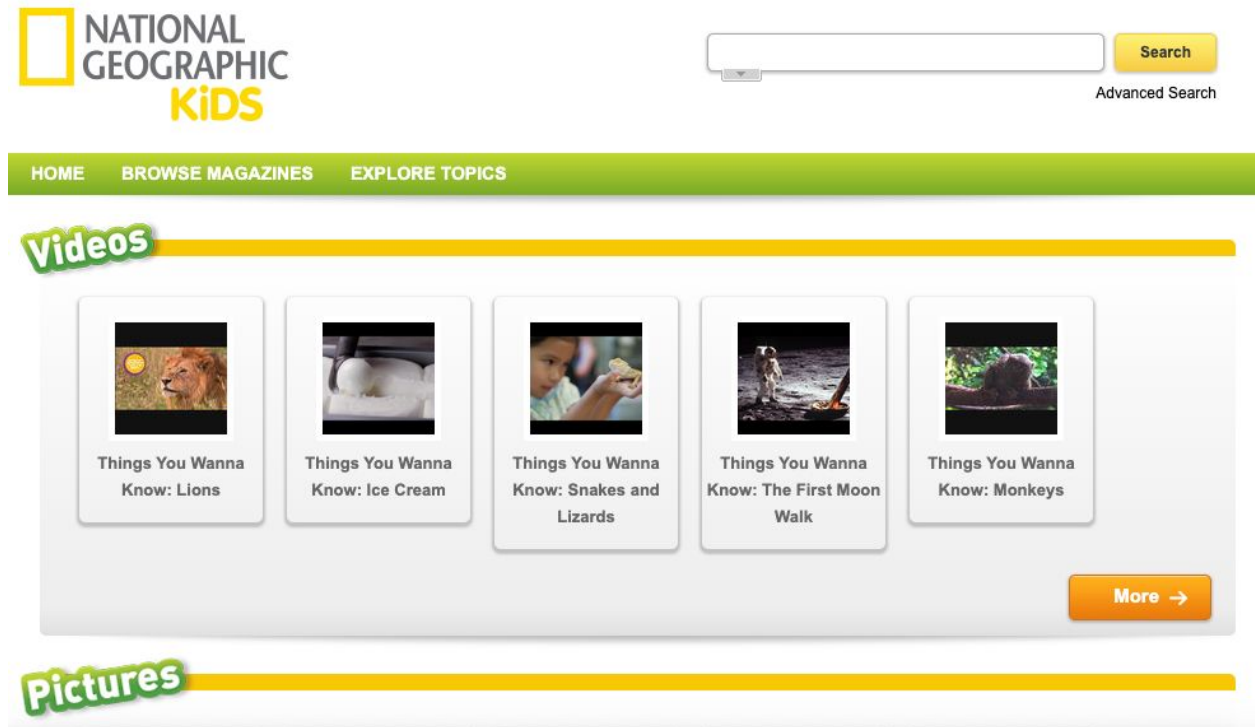 NATIONAL
GEOGRAPHIC
KiDS
Search
Advanced Search
HOME BROWSE MAGAZINES EXPLORE TOPICS
Videos
Things You Wanna
Know: Lions
Things You Wanna
Know: Ice Cream
Things You Wanna
Know: Snakes and
Lizards
Things You Wanna
Know: The First Moon
Walk
Things You Wanna
Know: Monkeys
More →
Pictures